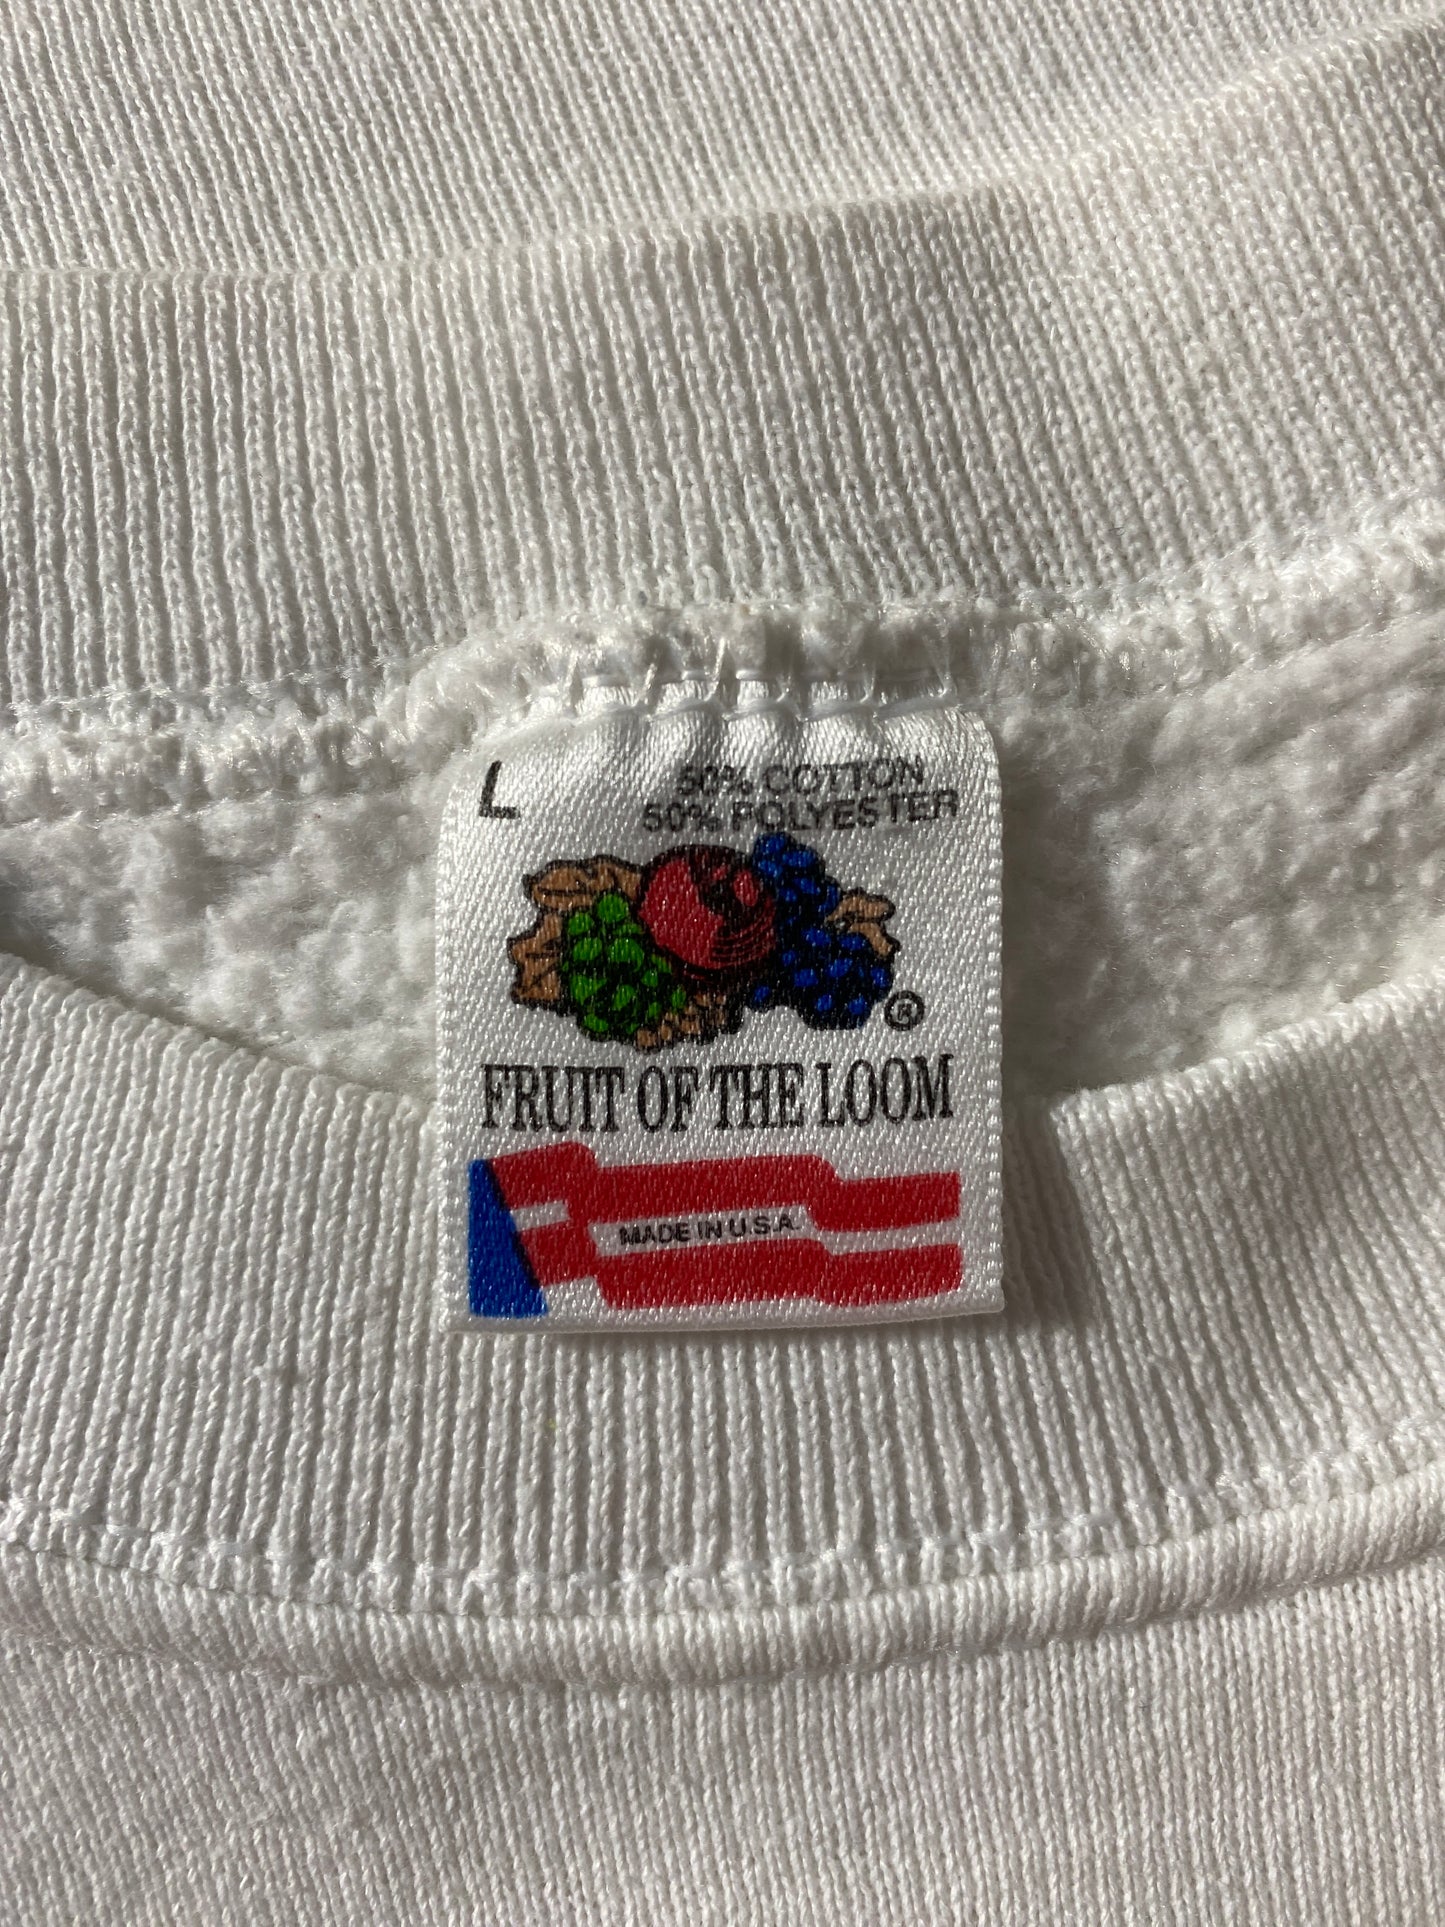 L
50% COTTON
50% POLYESTER
®
FRUIT OF THE LOOM
MADE IN U.S.A.